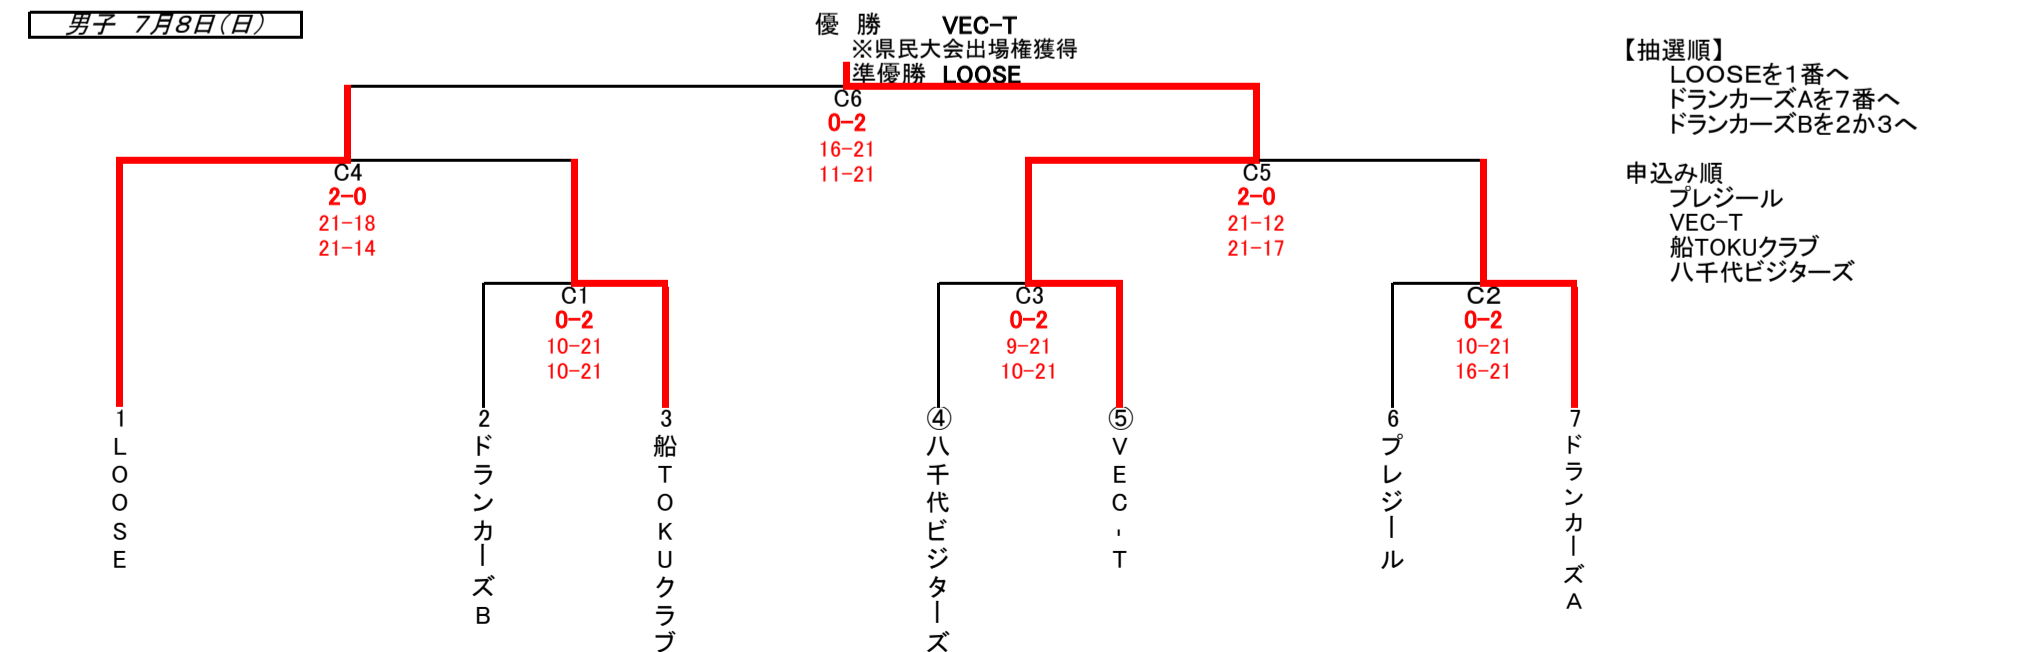 男子　７月８日（日）
優　勝　　VEC−T
※県民大会出場権獲得
準優勝　LOOSE
C6
0−2
16−21
11−21
C4
2−0
21−18
21−14
C5
2−0
21−12
21−17
C1
0−2
10−21
10−21
C3
0−2
9−21
10−21
C２
0−2
10−21
16−21
1 LOOSE
2 ドランカーズB
3 船TOKUクラブ
④ 八千代ビジターズ
⑤ VEC-T
6 プレジール
7 ドランカーズA
【抽選順】
ＬＯＯＳＥを１番へ
ドランカーズAを７番へ
ドランカーズBを２か３へ
申込み順
プレジール
VEC−T
船TOKUクラブ
八千代ビジターズ